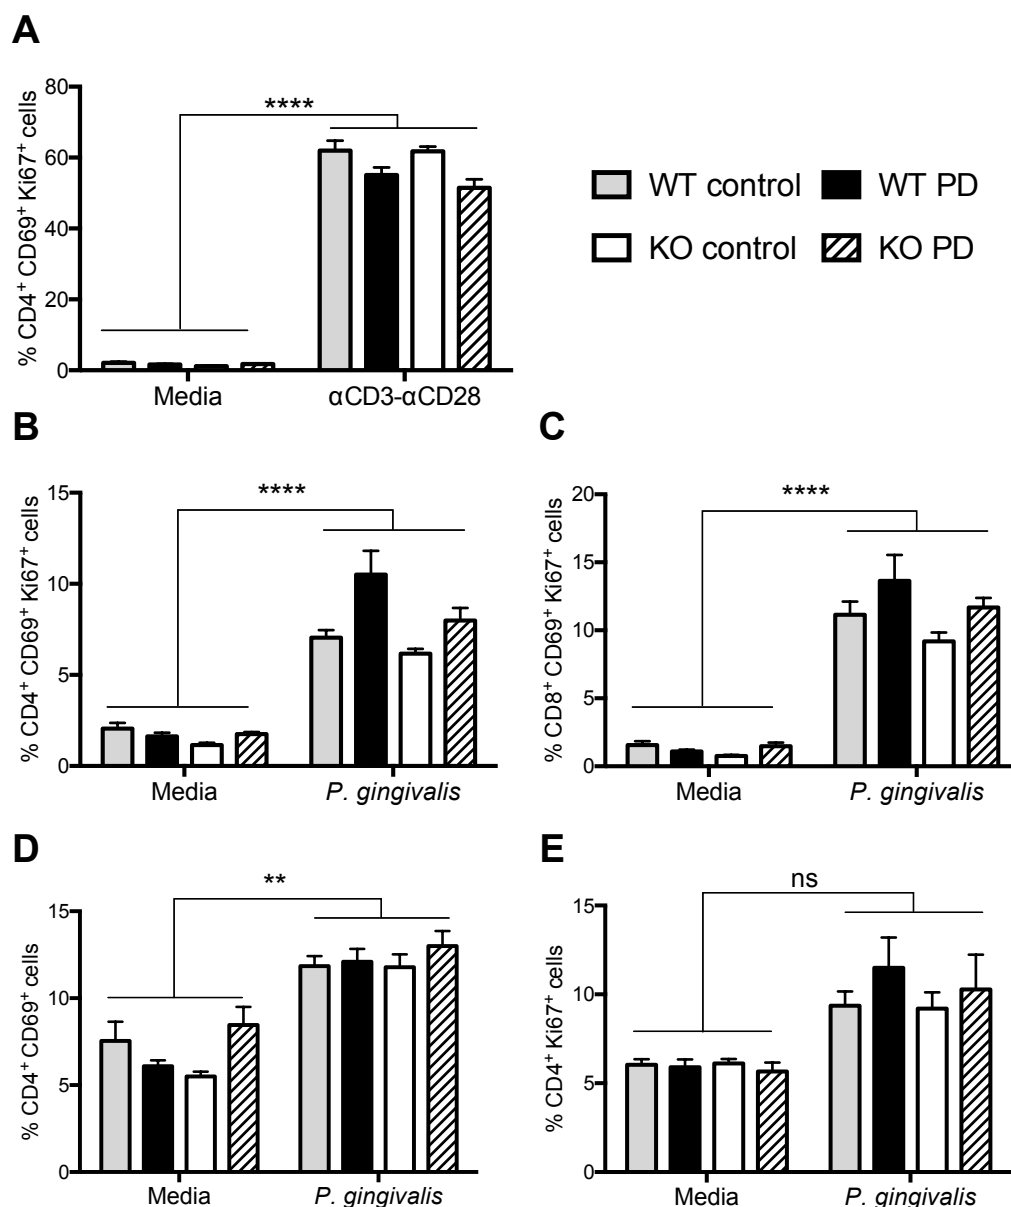 A
% CD4⁺ CD69⁺ Ki67⁺ cells
80
60
40
20
0
****
Media
αCD3-αCD28
WT control
WT PD
KO control
KO PD
B
% CD4⁺ CD69⁺ Ki67⁺ cells
15
10
5
0
****
Media
P. gingivalis
C
% CD8⁺ CD69⁺ Ki67⁺ cells
20
15
10
5
0
****
Media
P. gingivalis
D
% CD4⁺ CD69⁺ cells
15
10
5
0
**
Media
P. gingivalis
E
% CD4⁺ Ki67⁺ cells
15
10
5
0
ns
Media
P. gingivalis